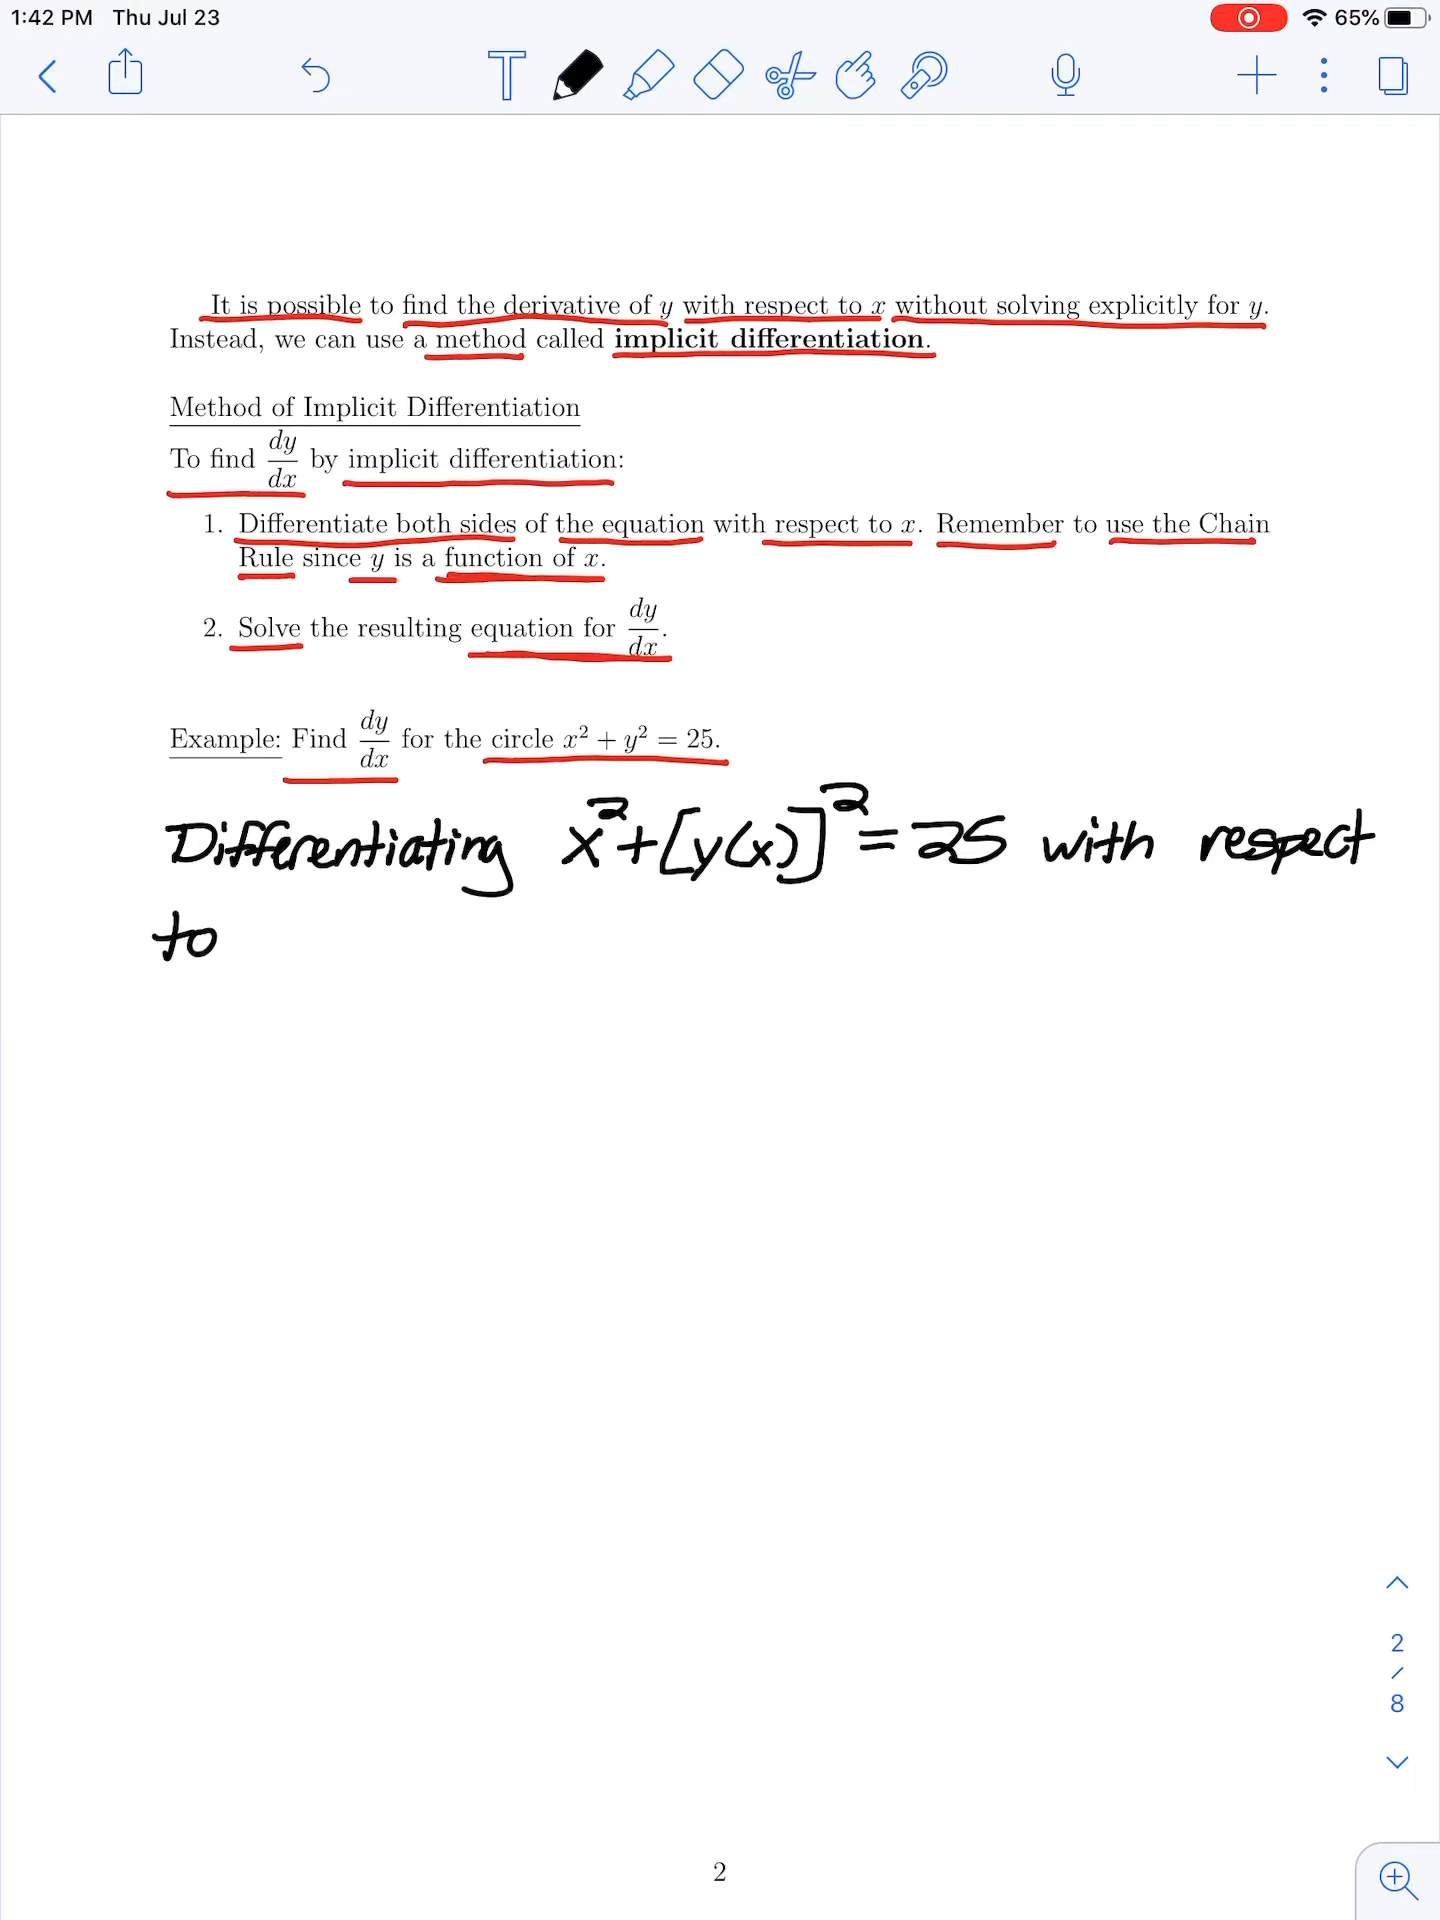 1:42 PM Thu Jul 23 65%
It is possible to find the derivative of y with respect to x without solving explicitly for y.
Instead, we can use a method called implicit differentiation.
Method of Implicit Differentiation
To find dy/dx by implicit differentiation:
1. Differentiate both sides of the equation with respect to x. Remember to use the Chain
Rule since y is a function of x.
2. Solve the resulting equation for dy/dx.
Example: Find dy/dx for the circle x² + y² = 25.
Differentiating x²+[y(x)]²=25 with respect
to
2
/
8
2